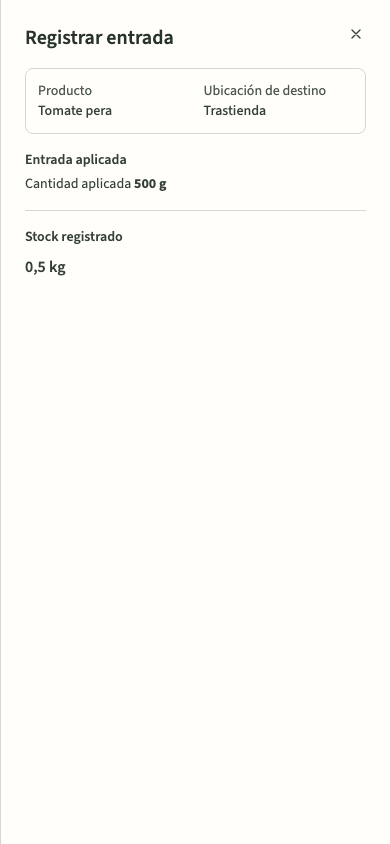 Registrar entrada
Producto
Tomate pera
Ubicación de destino
Trastienda
Entrada aplicada
Cantidad aplicada 500 g
Stock registrado
0,5 kg